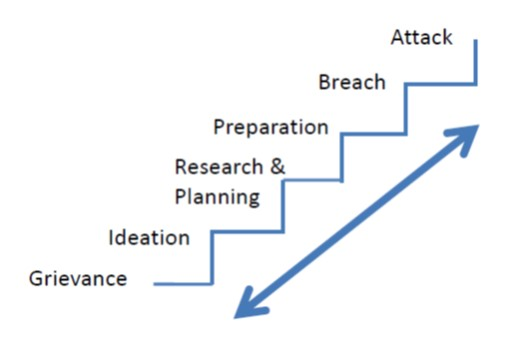 Attack
Breach
Preparation
Research &
Planning
Ideation
Grievance